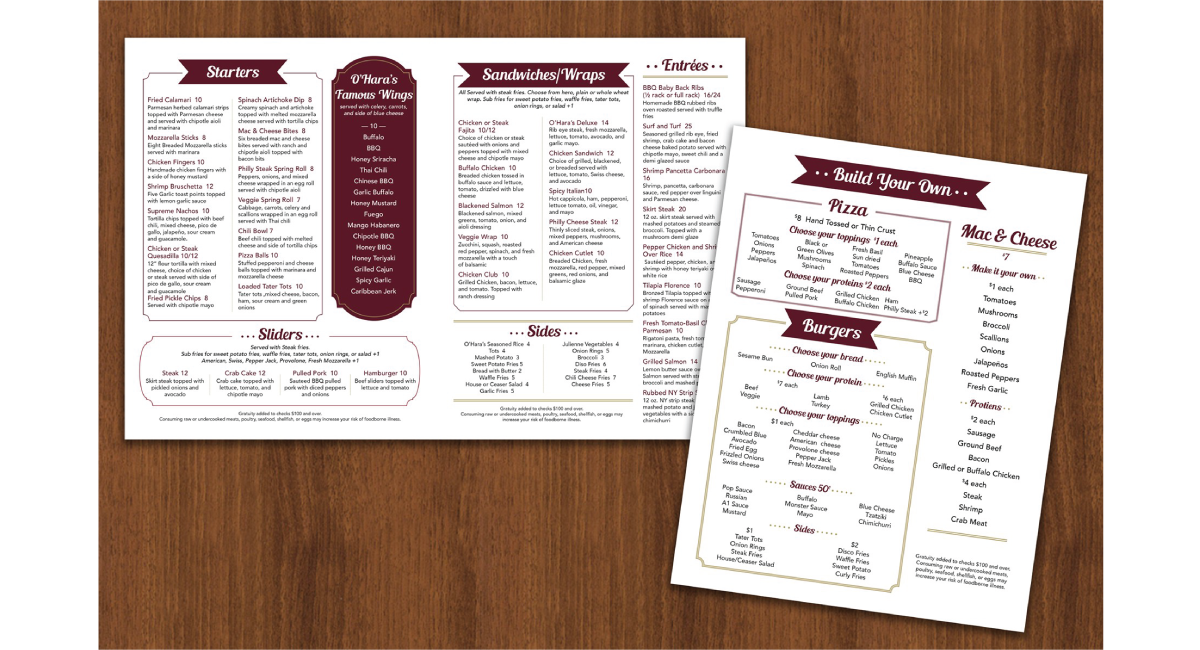 Starters
Fried Calamari 10
Parmesan herbed calamari strips
topped with Parmesan cheese
and served with chipotle aioli
and marinara
Mozzarella Sticks 8
Eight Breaded Mozzarella sticks
served with marinara
Chicken Fingers 10
Handmade chicken fingers with
a side of honey mustard
Shrimp Bruschetta 12
Five Garlic toast points topped
with lemon garlic sauce
Supreme Nachos 10
Tortilla chips topped with beef
chili, mixed cheese, pico de
gallo, jalapeño, sour cream
and guacamole.
Chicken or Steak
Quesadilla 10/12
12" flour tortilla with mixed
cheese, choice of chicken
or steak served with side of
pico de gallo, sour cream
and guacamole
Fried Pickle Chips 8
Served with chipotle mayo
Spinach Artichoke Dip 8
Creamy spinach and artichoke
topped with melted mozzarella
cheese served with tortilla chips
Mac & Cheese Bites 8
Six breaded mac and cheese
bites served with ranch and
chipotle aioli topped with
bacon bits
Philly Steak Spring Roll 8
Peppers, onions, and mixed
cheese wrapped in an egg roll
served with chipotle aioli
Veggie Spring Roll 7
Cabbage, carrots, celery and
scallions wrapped in an egg roll
served with Thai chili
Chili Bowl 7
Beef chili topped with melted
cheese and side of tortilla chips
Pizza Balls 10
Stuffed pepperoni and cheese
balls topped with marinara and
mozzarella cheese
Loaded Tater Tots 10
Tater tots ,mixed cheese, bacon,
ham, sour cream and green
onions
O'Hara's
Famous Wings
served with celery, carrots,
and side of blue cheese
— 10 —
Buffalo
BBQ
Honey Sriracha
Thai Chili
Chinese BBQ
Garlic Buffalo
Honey Mustard
Fuego
Mango Habanero
Chipotle BBQ
Honey BBQ
Honey Teriyaki
Grilled Cajun
Spicy Garlic
Caribbean Jerk
Sliders
Served with Steak fries.
Sub fries for sweet potato fries, waffle fries, tater tots, onion rings, or salad +1
American, Swiss, Pepper Jack, Provolone, Fresh Mozzarella +1
Steak 12
Skirt steak topped with
pickled onions and
avocado
Crab Cake 12
Crab cake topped with
lettuce, tomato, and
chipotle mayo
Pulled Pork 10
Sauteed BBQ pulled
pork with diced peppers
and onions
Hamburger 10
Beef sliders topped with
lettuce and tomato
Gratuity added to checks $100 and over.
Consuming raw or undercooked meats, poultry, seafood, shellfish, or eggs may increase your risk of foodborne illness.
Sandwiches/Wraps
All Served with steak fries. Choose from here, plain or whole wheat
wrap. Sub fries for sweet potato fries, waffle fries, tater tots,
onion rings, or salad +1
Chicken or Steak
Fajita 10/12
Choice of chicken or steak
sautéed with onions and
peppers topped with mixed
cheese and chipotle mayo
Buffalo Chicken 10
Breaded chicken tossed in
buffalo sauce and lettuce,
tomato, drizzled with blue
cheese
Blackened Salmon 12
Blackened salmon, mixed
greens, tomato, onion, and
aioli dressing
Veggie Wrap 10
Zucchini, squash, roasted
red pepper, spinach, and fresh
mozzarella with a touch
of balsamic
Chicken Club 10
Grilled Chicken, bacon, lettuce,
and tomato. Topped with
ranch dressing
O'Hara's Deluxe 14
Rib eye steak, fresh mozzarella,
lettuce, tomato, avocado, and
garlic mayo.
Chicken Sandwich 12
Choice of grilled, blackened,
or breaded served with
lettuce, tomato, Swiss cheese,
and avocado
Spicy Italian10
Hot cappicola, ham, pepperoni,
lettuce tomato, oil, vinegar,
and mayo
Philly Cheese Steak 12
Thinly sliced steak, onions,
mixed peppers, mushrooms,
and American cheese
Chicken Cutlet 10
Breaded Chicken, fresh
mozzarella, red pepper, mixed
greens, red onions, and
balsamic glaze
Sides
O'Hara's Seasoned Rice 4
Tots 4
Mashed Potato 3
Sweet Potato Fries 5
Bread with Butter 2
Waffle Fries 5
House or Ceaser Salad 4
Garlic Fries 5
Julienne Vegetables 4
Onion Rings 5
Broccoli 3
Diso Fries 6
Steak Fries 4
Chili Cheese Fries 7
Cheese Fries 5
Gratuity added to checks $100 and over.
Consuming raw or undercooked meats, poultry, seafood, shellfish, or eggs may
increase your risk of foodborne illness.
Entrées
BBQ Baby Back Ribs
(½ rack or full rack) 16/24
Homemade BBQ rubbed ribs
oven roasted served with truffle
fries
Surf and Turf 25
Seasoned grilled rib eye, fried
shrimp, crab cake and bacon
cheese baked potato served with
chipotle mayo, sweet chili and a
demi glazed sauce
Shrimp Pancetta Carbonara
16
Shrimp, pancetta, carbonara
sauce, red pepper over linguini
and Parmesan cheese.
Skirt Steak 20
12 oz. skirt steak served with
mashed potatoes and steamed
broccoli. Topped with a
mushroom demi glaze
Pepper Chicken and Shri
Over Rice 14
Sautéed pepper, chicken, an
shrimp with honey teriyaki o
white rice
Tilapia Florence 10
Bronzed Tilapia topped with
shrimp Florence sauce on
of spinach served with ma
potatoes
Fresh Tomato-Basil C
Parmesan 10
Rigatoni pasta, fresh tom
marinara, chicken cutlet,
Mozzarella
Grilled Salmon 14
Lemon butter sauce ov
Salmon served with st
broccoli and mashed p
Rubbed NY Strip
12 oz. NY strip steak
mashed potato and
vegetables with a si
chimichurri
Build Your Own
Pizza
$8 Hand Tossed or Thin Crust
Choose your toppings $1 each
Tomatoes
Onions
Peppers
Jalapeños
Black or
Green Olives
Mushrooms
Spinach
Fresh Basil
Sun dried
Tomatoes
Roasted Peppers
Pineapple
Buffalo Sauce
Blue Cheese
BBQ
Choose your proteins $2 each
Sausage
Pepperoni
Ground Beef
Pulled Pork
Grilled Chicken
Buffalo Chicken
Ham
Philly Steak +$2
Burgers
Choose your bread
Sesame Bun
Onion Roll
English Muffin
Choose your protein
$7 each
Beef
Veggie
Lamb
Turkey
$6 each
Grilled Chicken
Chicken Cutlet
Choose your toppings
$1 each
Bacon
Crumbled Blue
Avocado
Fried Egg
Frizzled Onions
Swiss cheese
Cheddar cheese
American cheese
Provolone cheese
Pepper Jack
Fresh Mozzarella
No Charge
Lettuce
Tomato
Pickles
Onions
Sauces 50¢
Pop Sauce
Russian
A1 Sauce
Mustard
Buffalo
Monster Sauce
Mayo
Blue Cheese
Tzatziki
Chimichurri
Sides
$1
Tater Tots
Onion Rings
Steak Fries
House/Ceaser Salad
$2
Disco Fries
Waffle Fries
Sweet Potato
Curly Fries
Mac & Cheese
$7
Make it your own
$1 each
Tomatoes
Mushrooms
Broccoli
Scallions
Onions
Jalapeños
Roasted Peppers
Fresh Garlic
Protiens
$2 each
Sausage
Ground Beef
Bacon
Grilled or Buffalo Chicken
$4 each
Steak
Shrimp
Crab Meat
Gratuity added to checks $100 and over.
Consuming raw or undercooked meats,
poultry, seafood, shellfish, or eggs may
increase your risk of foodborne illness.